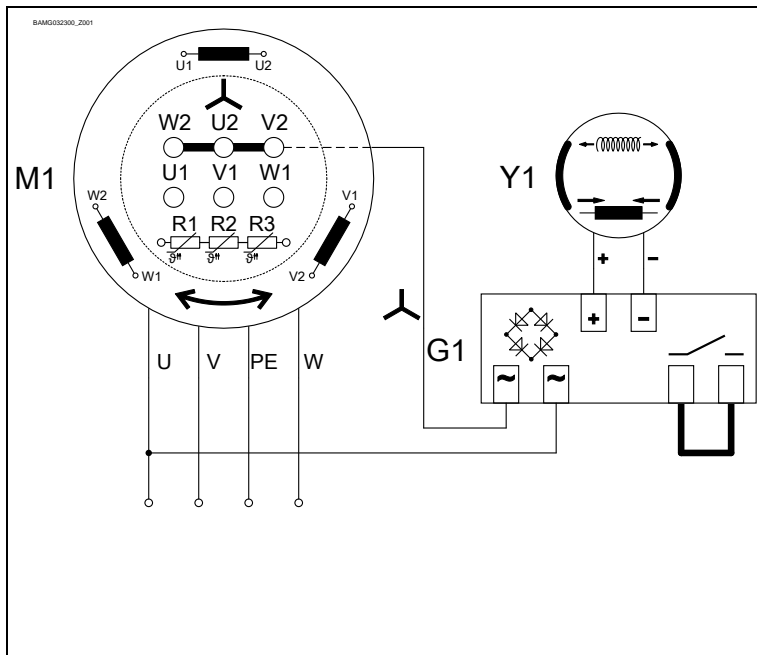 BAMG032300_Z001
U1 U2
W2 U2 V2
M1
U1 V1 W1
Y1
W2 V1
R1 R2 R3
ϑ ϑ ϑ
W1 V2
+ −
+ −
G1
U V PE W
~ ~